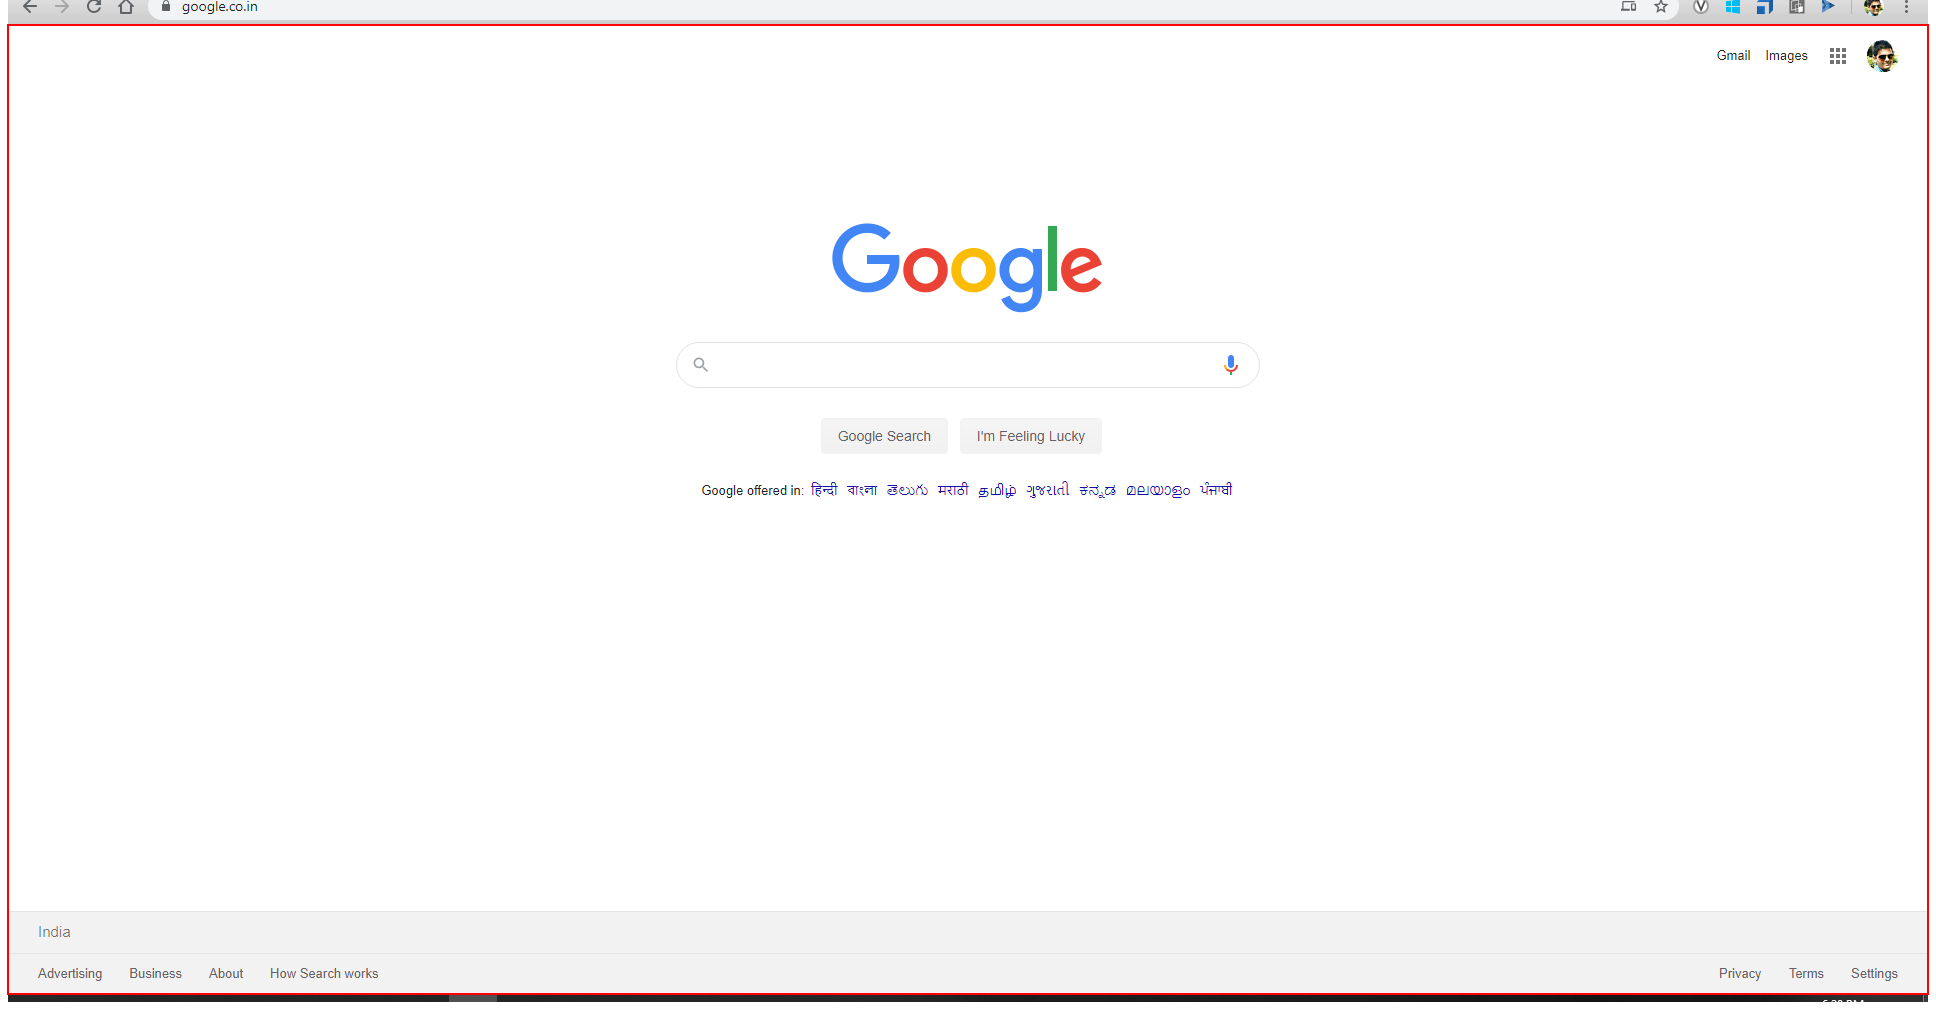 google.co.in
Gmail Images
Google
Google Search I'm Feeling Lucky
Google offered in: हिन्दी বাংলা తెలుగు मराठी தமிழ் ગુજરાતી ಕನ್ನಡ മലയാളം ਪੰਜਾਬੀ
India
Advertising Business About How Search works Privacy Terms Settings